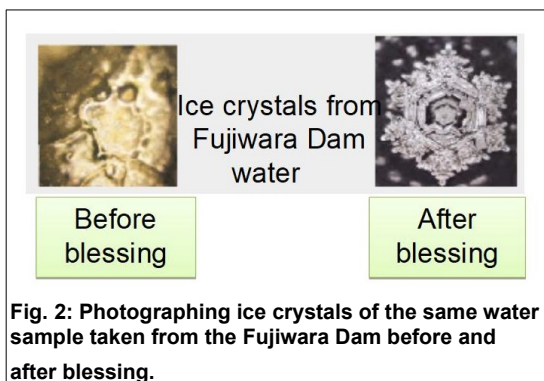 Ice crystals from
Fujiwara Dam
water
Before
blessing
After
blessing
Fig. 2: Photographing ice crystals of the same water
sample taken from the Fujiwara Dam before and
after blessing.